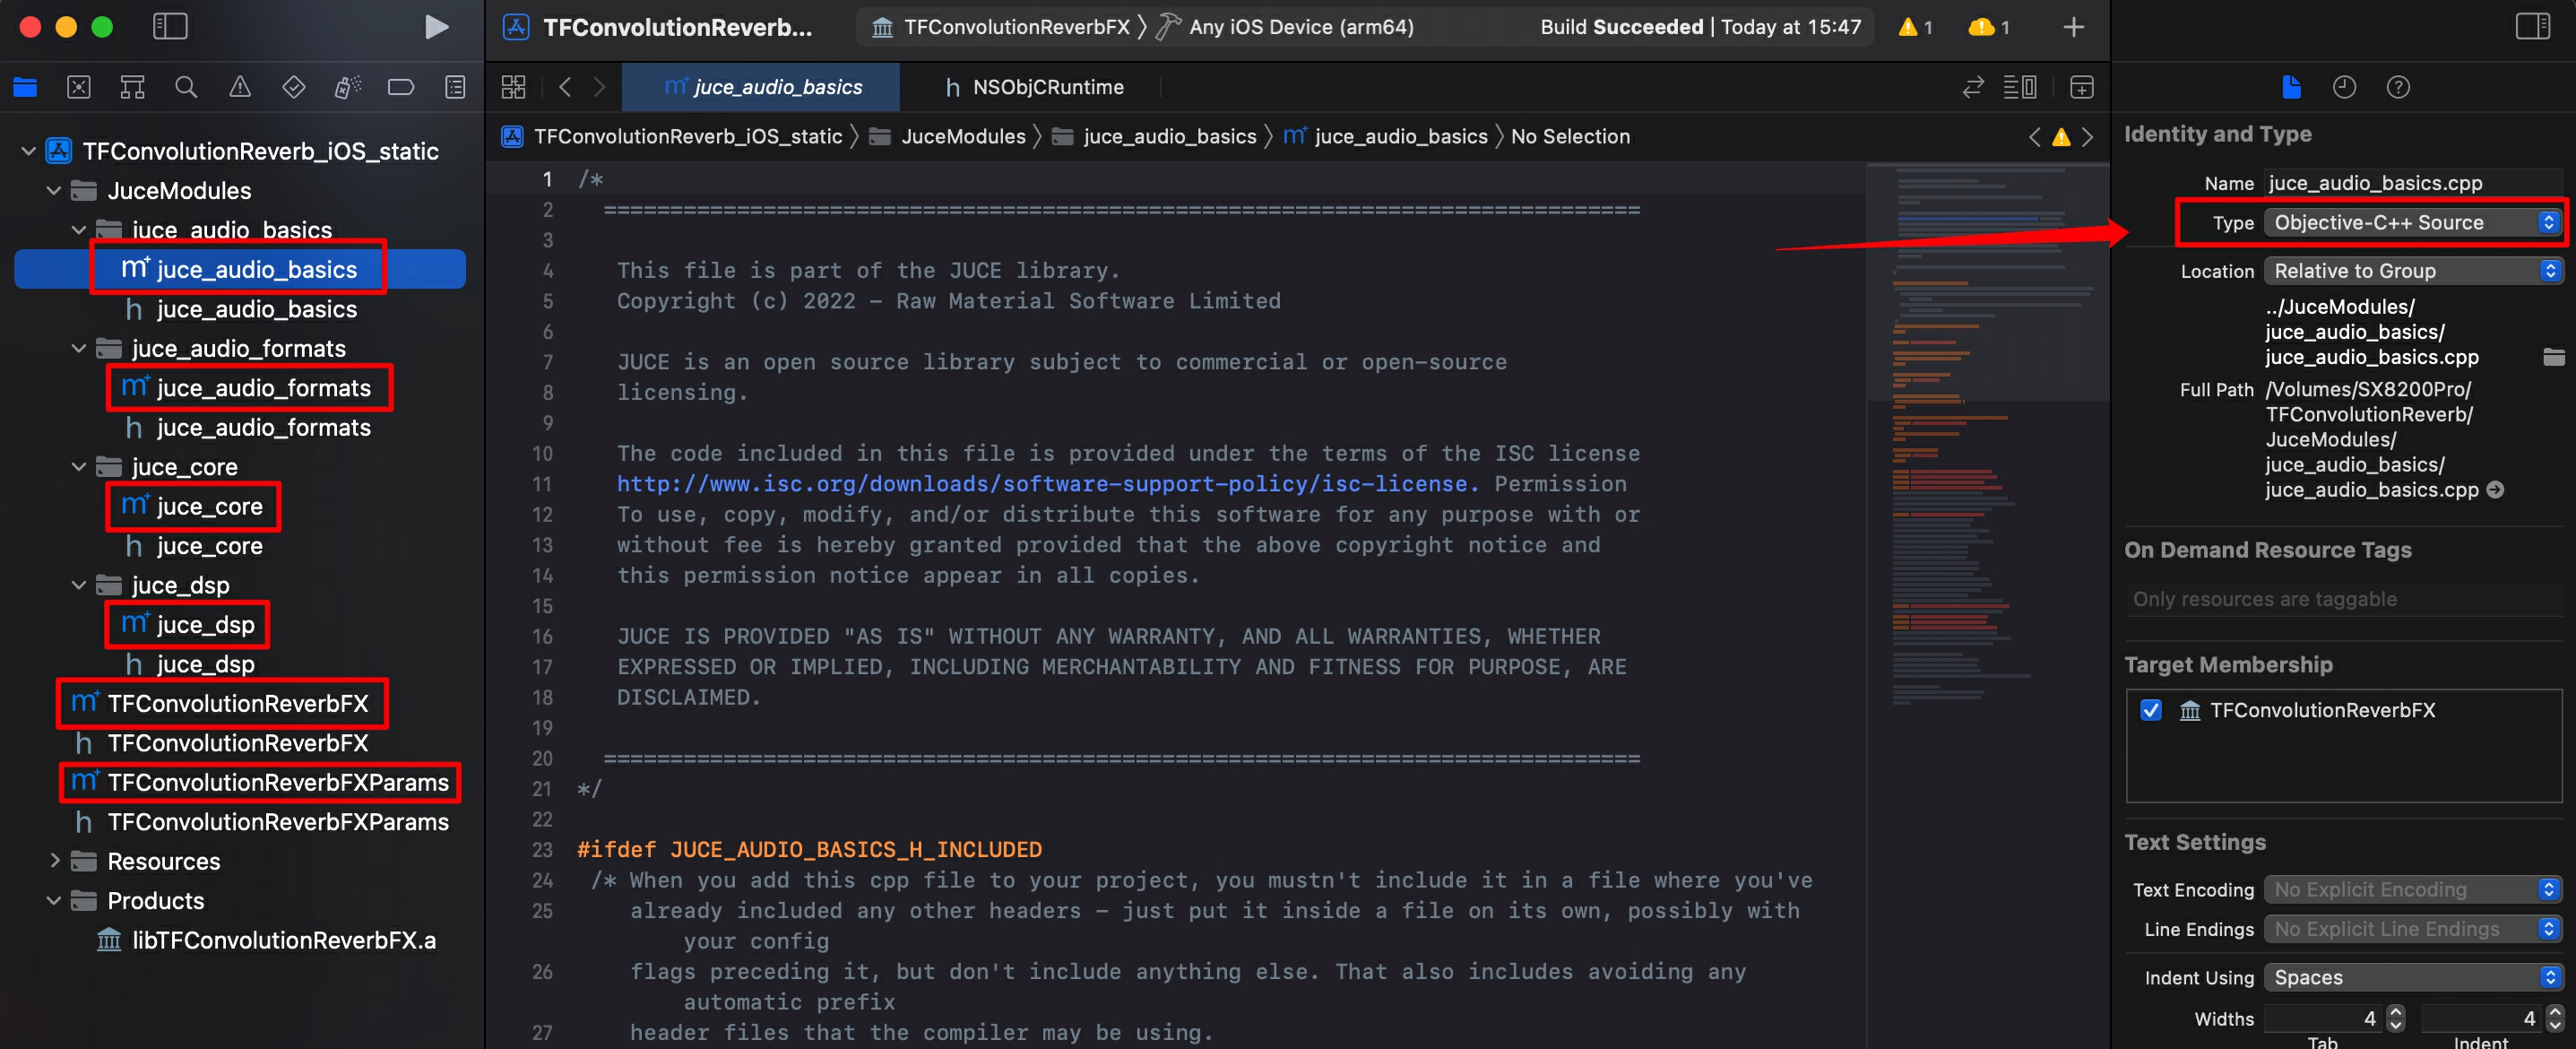 TFConvolutionReverb...
TFConvolutionReverbFX 〉 Any iOS Device (arm64)
Build Succeeded | Today at 15:47
1
1
juce_audio_basics
h NSObjCRuntime
TFConvolutionReverb_iOS_static 〉 JuceModules 〉 juce_audio_basics 〉 m+ juce_audio_basics 〉 No Selection
TFConvolutionReverb_iOS_static
JuceModules
juce_audio_basics
m+ juce_audio_basics
h juce_audio_basics
juce_audio_formats
m+ juce_audio_formats
h juce_audio_formats
juce_core
m+ juce_core
h juce_core
juce_dsp
m+ juce_dsp
h juce_dsp
m+ TFConvolutionReverbFX
h TFConvolutionReverbFX
m+ TFConvolutionReverbFXParams
h TFConvolutionReverbFXParams
Resources
Products
libTFConvolutionReverbFX.a
1 /*
2 ==============================================================================
3
4 This file is part of the JUCE library.
5 Copyright (c) 2022 - Raw Material Software Limited
6
7 JUCE is an open source library subject to commercial or open-source
8 licensing.
9
10 The code included in this file is provided under the terms of the ISC license
11 http://www.isc.org/downloads/software-support-policy/isc-license. Permission
12 To use, copy, modify, and/or distribute this software for any purpose with or
13 without fee is hereby granted provided that the above copyright notice and
14 this permission notice appear in all copies.
15
16 JUCE IS PROVIDED "AS IS" WITHOUT ANY WARRANTY, AND ALL WARRANTIES, WHETHER
17 EXPRESSED OR IMPLIED, INCLUDING MERCHANTABILITY AND FITNESS FOR PURPOSE, ARE
18 DISCLAIMED.
19
20 ==============================================================================
21 */
22
23 #ifdef JUCE_AUDIO_BASICS_H_INCLUDED
24 /* When you add this cpp file to your project, you mustn't include it in a file where you've
25 already included any other headers - just put it inside a file on its own, possibly with
your config
26 flags preceding it, but don't include anything else. That also includes avoiding any
automatic prefix
27 header files that the compiler may be using.
Identity and Type
Name juce_audio_basics.cpp
Type Objective-C++ Source
Location Relative to Group
../JuceModules/
juce_audio_basics/
juce_audio_basics.cpp
Full Path /Volumes/SX8200Pro/
TFConvolutionReverb/
JuceModules/
juce_audio_basics/
juce_audio_basics.cpp
On Demand Resource Tags
Only resources are taggable
Target Membership
TFConvolutionReverbFX
Text Settings
Text Encoding No Explicit Encoding
Line Endings No Explicit Line Endings
Indent Using Spaces
Widths 4 4
Tab Indent